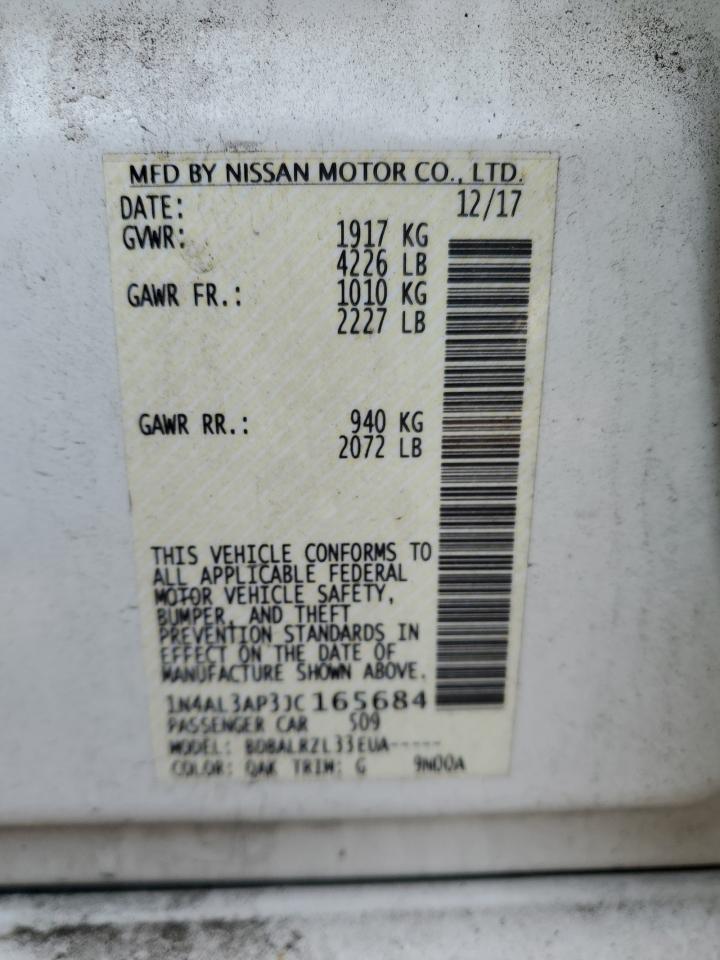 MFD BY NISSAN MOTOR CO., LTD.
DATE: 12/17
GVWR: 1917 KG
4226 LB
GAWR FR.: 1010 KG
2227 LB
GAWR RR.: 940 KG
2072 LB
THIS VEHICLE CONFORMS TO
ALL APPLICABLE FEDERAL
MOTOR VEHICLE SAFETY,
BUMPER, AND THEFT
PREVENTION STANDARDS IN
EFFECT ON THE DATE OF
MANUFACTURE SHOWN ABOVE.
1N4AL3AP3JC165684
PASSENGER CAR 509
MODEL: BDBALRZL33EUA-----
COLOR: QAK TRIM: G 9N00A